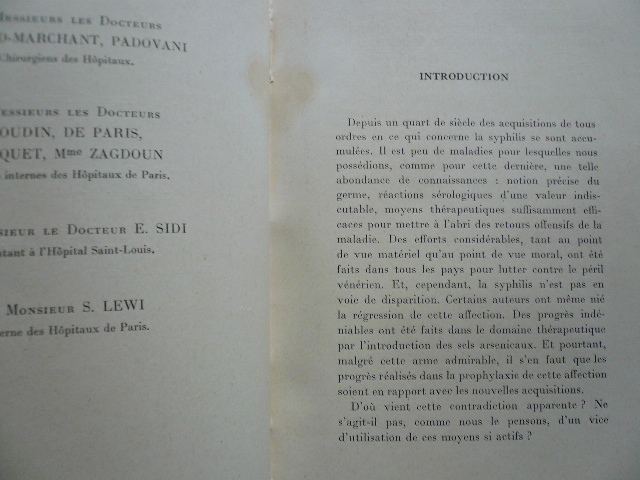 MESSIEURS LES DOCTEURS
MARCHANT, PADOVANI
Chirurgiens des Hôpitaux.
MESSIEURS LES DOCTEURS
OUDIN, DE PARIS,
QUET, Mme ZAGDOUN
internes des Hôpitaux de Paris.
SIEUR LE DOCTEUR E. SIDI
tant à l'Hôpital Saint-Louis.
MONSIEUR S. LEWI
erne des Hôpitaux de Paris.
INTRODUCTION
Depuis un quart de siècle des acquisitions de tous
ordres en ce qui concerne la syphilis se sont accu-
mulées. Il est peu de maladies pour lesquelles nous
possédions, comme pour cette dernière, une telle
abondance de connaissances : notion précise du
germe, réactions sérologiques d'une valeur indis-
cutable, moyens thérapeutiques suffisamment effi-
caces pour mettre à l'abri des retours offensifs de la
maladie. Des efforts considérables, tant au point
de vue matériel qu'au point de vue moral, ont été
faits dans tous les pays pour lutter contre le péril
vénérien. Et, cependant, la syphilis n'est pas en
voie de disparition. Certains auteurs ont même nié
la régression de cette affection. Des progrès indé-
niables ont été faits dans le domaine thérapeutique
par l'introduction des sels arsenicaux. Et pourtant,
malgré cette arme admirable, il s'en faut que les
progrès réalisés dans la prophylaxie de cette affection
soient en rapport avec les nouvelles acquisitions.
D'où vient cette contradiction apparente ? Ne
s'agit-il pas, comme nous le pensons, d'un vice
d'utilisation de ces moyens si actifs ?